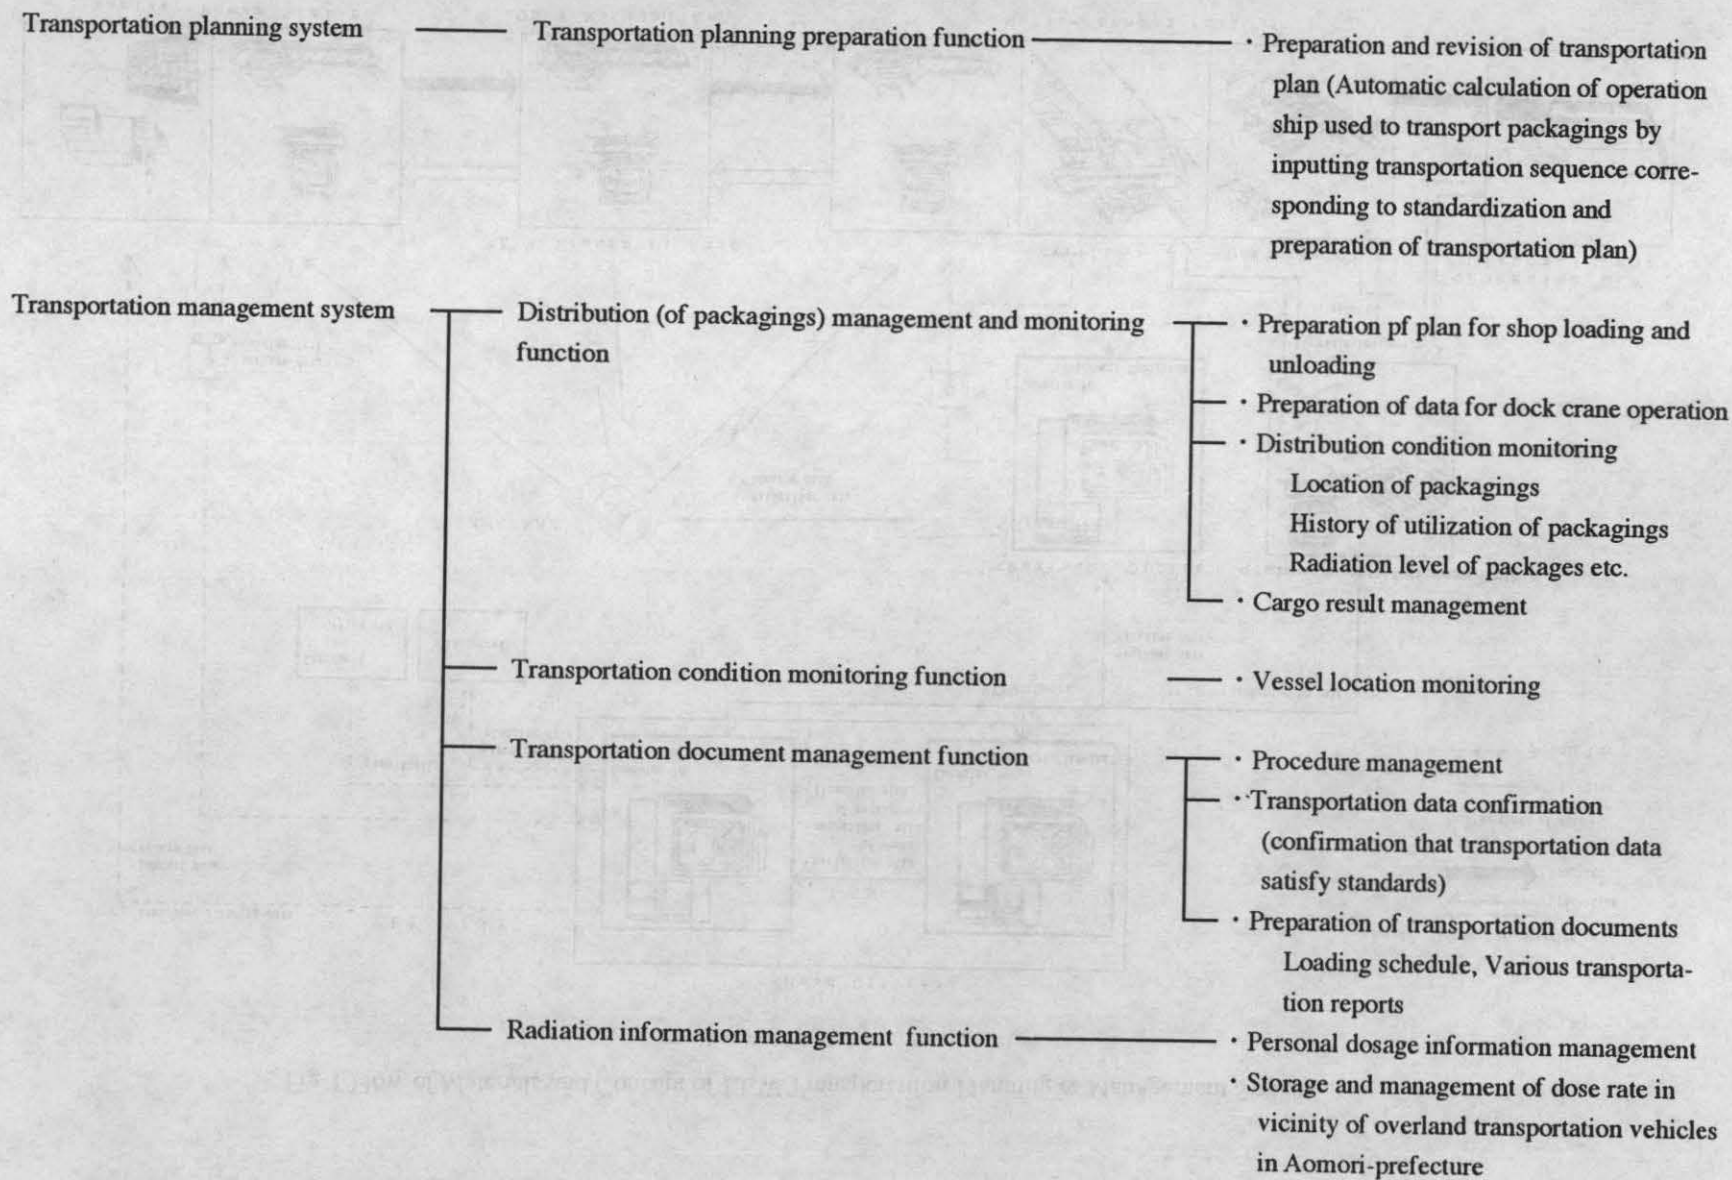 Transportation planning system
Transportation planning preparation function
· Preparation and revision of transportation
plan (Automatic calculation of operation
ship used to transport packagings by
inputting transportation sequence corre-
sponding to standardization and
preparation of transportation plan)
Transportation management system
Distribution (of packagings) management and monitoring
function
· Preparation pf plan for shop loading and
unloading
· Preparation of data for dock crane operation
· Distribution condition monitoring
Location of packagings
History of utilization of packagings
Radiation level of packages etc.
· Cargo result management
Transportation condition monitoring function
· Vessel location monitoring
Transportation document management function
· Procedure management
· Transportation data confirmation
(confirmation that transportation data
satisfy standards)
· Preparation of transportation documents
Loading schedule, Various transporta-
tion reports
Radiation information management function
· Personal dosage information management
· Storage and management of dose rate in
vicinity of overland transportation vehicles
in Aomori-prefecture